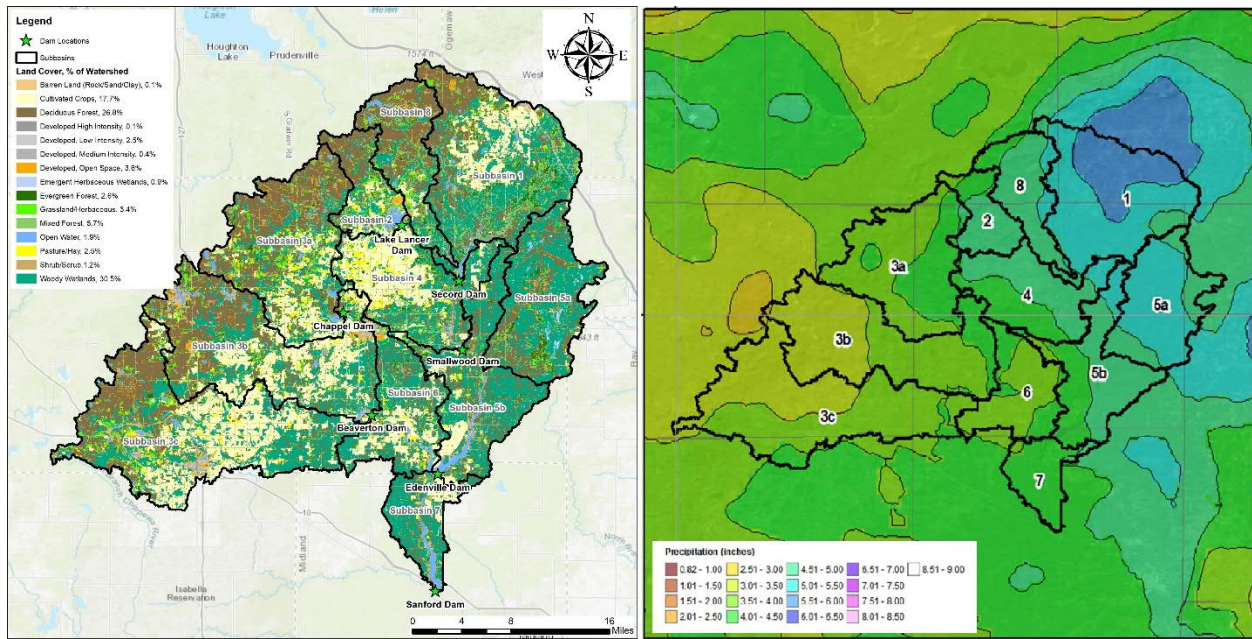 Legend
Dam Locations
Subbasins
Land Cover, % of Watershed
Barren Land (Rock/Sand/Clay), 0.1%
Cultivated Crops, 17.7%
Deciduous Forest, 26.8%
Developed High Intensity, 0.1%
Developed, Low Intensity, 2.5%
Developed, Medium Intensity, 0.4%
Developed, Open Space, 3.6%
Emergent Herbaceous Wetlands, 0.9%
Evergreen Forest, 2.6%
Grassland/Herbaceous, 3.4%
Mixed Forest, 5.7%
Open Water, 1.9%
Pasture/Hay, 2.5%
Shrub/Scrub, 1.2%
Woody Wetlands, 30.5%
Houghton
Lake
Prudenville
Helen
Ogemaw
1574 ft
West
N
W E
S
127
Subbasin 8
Subbasin 1
Subbasin 2
Lake Lancer
Dam
Subbasin 3a
Subbasin 4
Secord Dam
Subbasin 5a
Chappel Dam
Smallwood Dam
Subbasin 3b
Subbasin 6
Subbasin 5b
Beaverton Dam
Subbasin 3c
Edenville Dam
Subbasin 7
10
Midland
Isabella
Reservation
Sanford Dam
Bay
0 4 8 16
Miles
8
1
2
3a
4
5a
3b
5b
6
3c
7
Precipitation (inches)
0.82 - 1.00 2.51 - 3.00 4.51 - 5.00 6.51 - 7.00 8.51 - 9.00
1.01 - 1.50 3.01 - 3.50 5.01 - 5.50 7.01 - 7.50
1.51 - 2.00 3.51 - 4.00 5.51 - 6.00 7.51 - 8.00
2.01 - 2.50 4.01 - 4.50 6.01 - 6.50 8.01 - 8.50